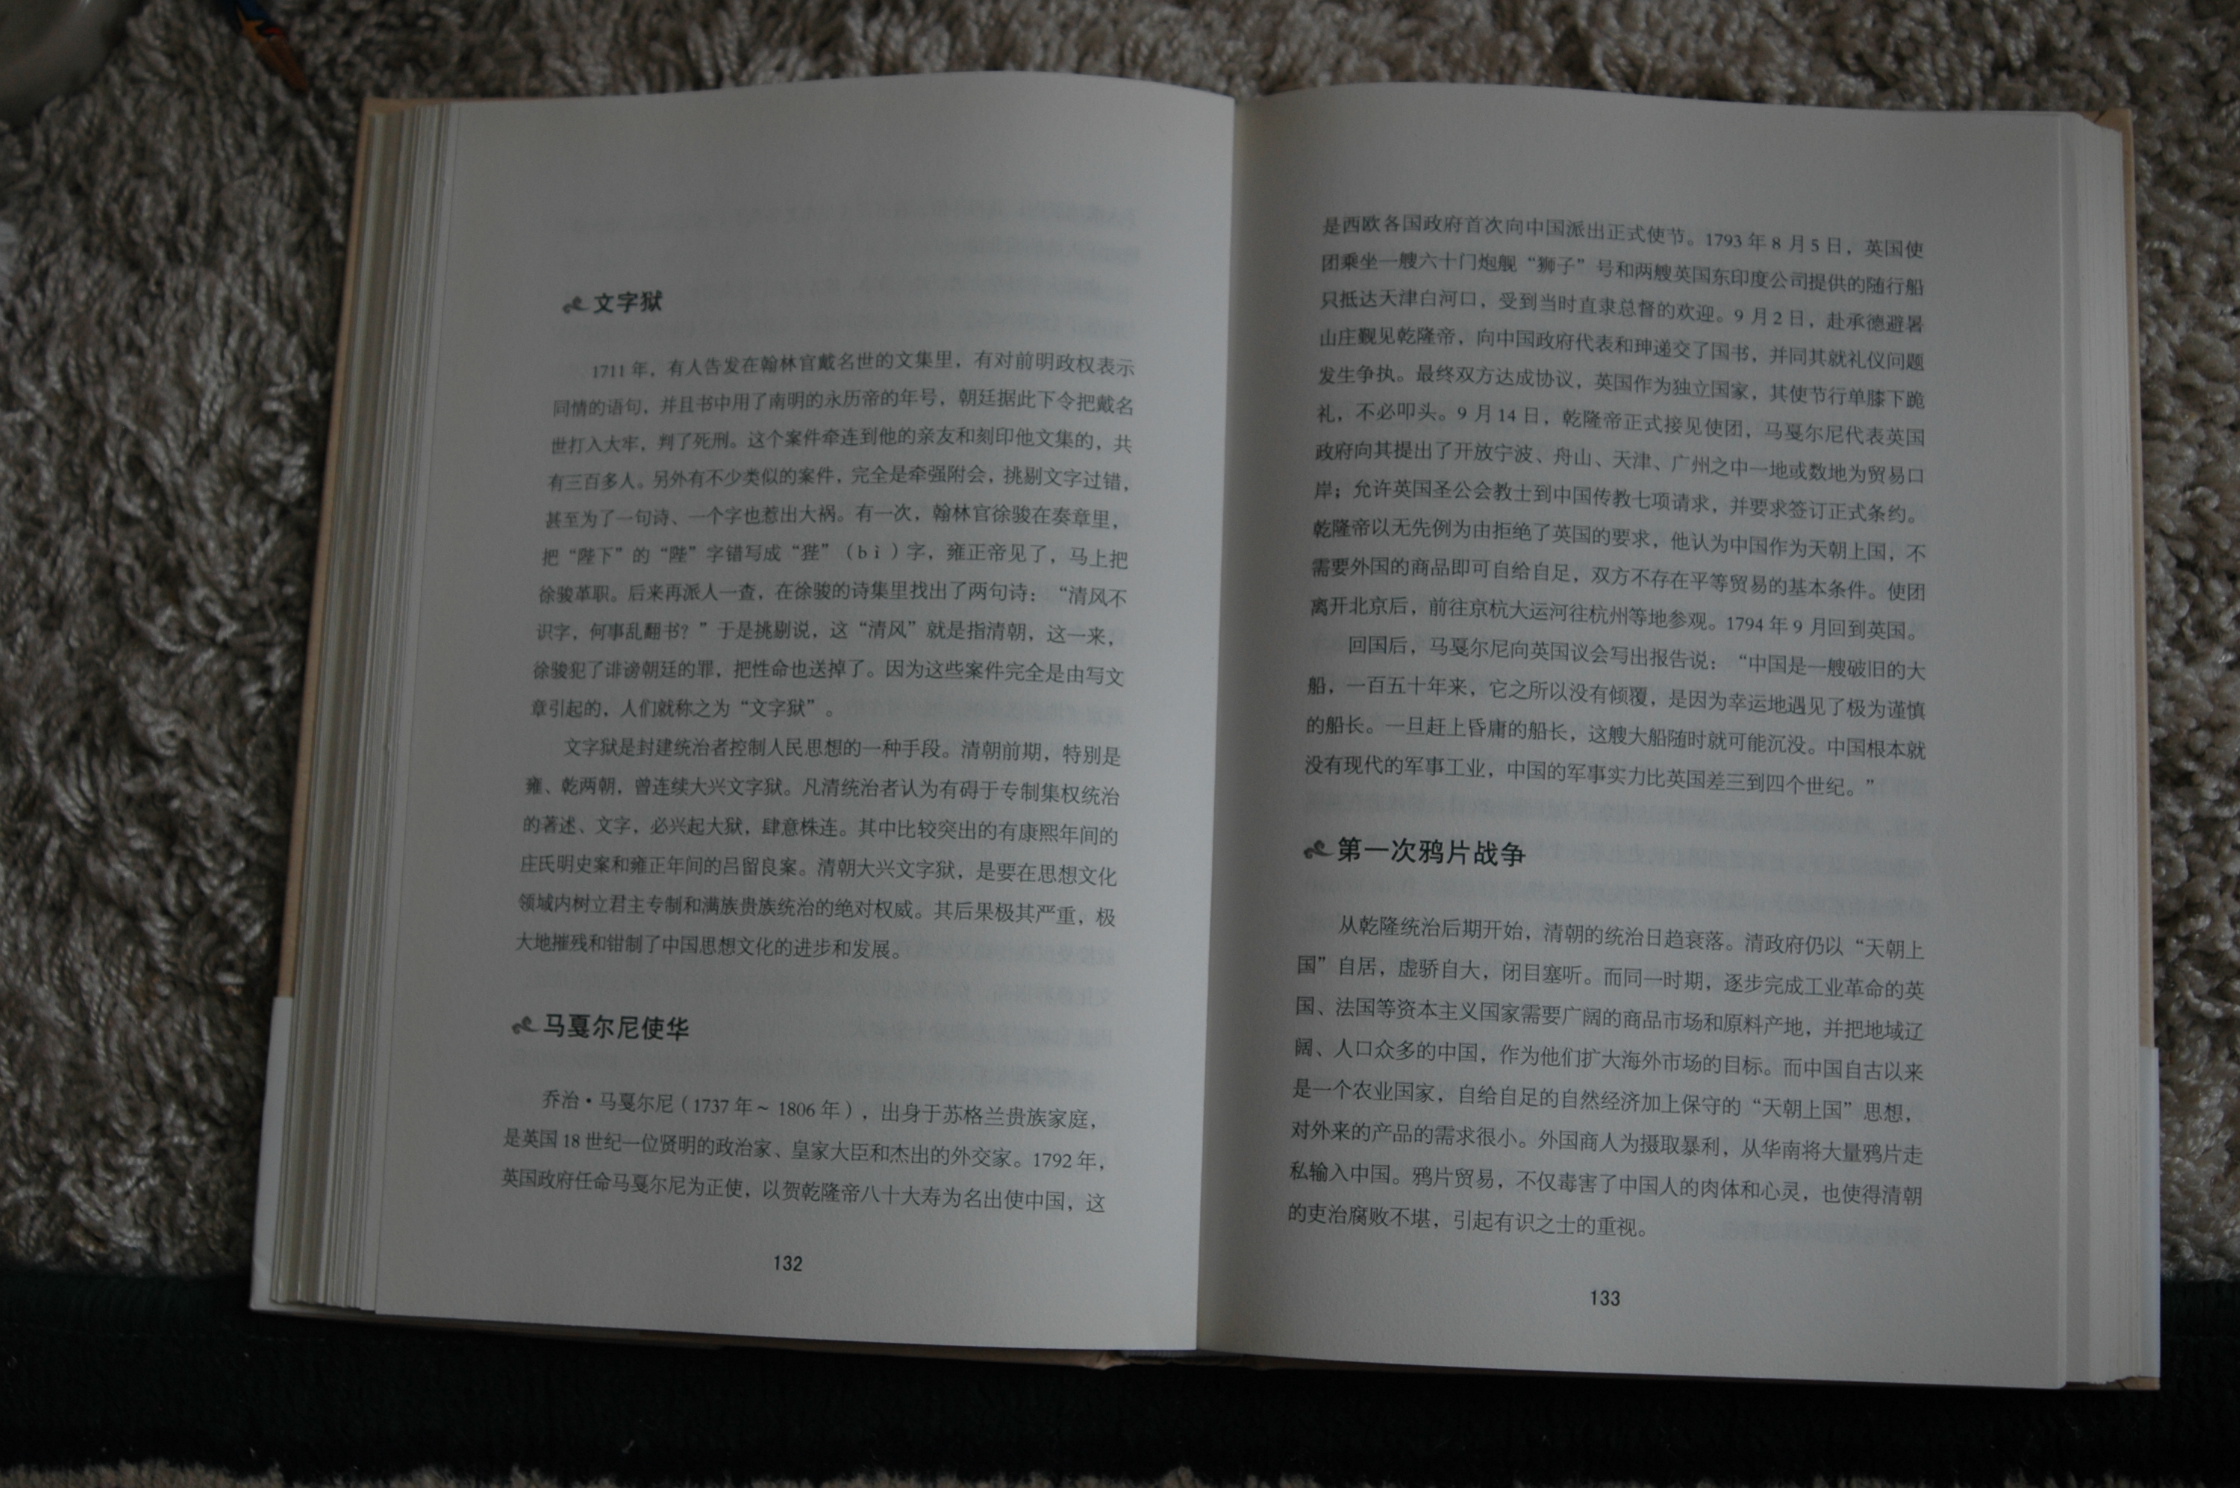 文字狱
1711 年，有人告发在翰林官戴名世的文集里，有对前明政权表示
同情的语句，并且书中用了南明的永历帝的年号，朝廷据此下令把戴名
世打入大牢，判了死刑。这个案件牵连到他的亲友和刻印他文集的，共
有三百多人。另外有不少类似的案件，完全是牵强附会，挑剔文字过错，
甚至为了一句诗、一个字也惹出大祸。有一次，翰林官徐骏在奏章里，
把“陛下”的“陛”字错写成“狴”（bi）字，雍正帝见了，马上把
徐骏革职。后来再派人一查，在徐骏的诗集里找出了两句诗：“清风不
识字，何事乱翻书？”于是挑剔说，这“清风”就是指清朝，这一来，
徐骏犯了诽谤朝廷的罪，把性命也送掉了。因为这些案件完全是由写文
章引起的，人们就称之为“文字狱”。
文字狱是封建统治者控制人民思想的一种手段。清朝前期，特别是
雍、乾两朝，曾连续大兴文字狱。凡清统治者认为有碍于专制集权统治
的著述、文字，必兴起大狱，肆意株连。其中比较突出的有康熙年间的
庄氏明史案和雍正年间的吕留良案。清朝大兴文字狱，是要在思想文化
领域内树立君主专制和满族贵族统治的绝对权威。其后果极其严重，极
大地摧残和钳制了中国思想文化的进步和发展。
马戛尔尼使华
乔治·马戛尔尼（1737 年～ 1806 年），出身于苏格兰贵族家庭，
是英国 18 世纪一位贤明的政治家、皇家大臣和杰出的外交家。1792 年，
英国政府任命马戛尔尼为正使，以贺乾隆帝八十大寿为名出使中国，这
132
是西欧各国政府首次向中国派出正式使节。1793 年 8 月 5 日，英国使
团乘坐一艘六十门炮舰“狮子”号和两艘英国东印度公司提供的随行船
只抵达天津白河口，受到当时直隶总督的欢迎。9 月 2 日，赴承德避暑
山庄觐见乾隆帝，向中国政府代表和珅递交了国书，并同其就礼仪问题
发生争执。最终双方达成协议，英国作为独立国家，其使节行单膝下跪
礼，不必叩头。9 月 14 日，乾隆帝正式接见使团，马戛尔尼代表英国
政府向其提出了开放宁波、舟山、天津、广州之中一地或数地为贸易口
岸；允许英国圣公会教士到中国传教七项请求，并要求签订正式条约。
乾隆帝以无先例为由拒绝了英国的要求，他认为中国作为天朝上国，不
需要外国的商品即可自给自足，双方不存在平等贸易的基本条件。使团
离开北京后，前往京杭大运河往杭州等地参观。1794 年 9 月回到英国。
回国后，马戛尔尼向英国议会写出报告说：“中国是一艘破旧的大
船，一百五十年来，它之所以没有倾覆，是因为幸运地遇见了极为谨慎
的船长。一旦赶上昏庸的船长，这艘大船随时就可能沉没。中国根本就
没有现代的军事工业，中国的军事实力比英国差三到四个世纪。”
第一次鸦片战争
从乾隆统治后期开始，清朝的统治日趋衰落。清政府仍以“天朝上
国”自居，虚骄自大，闭目塞听。而同一时期，逐步完成工业革命的英
国、法国等资本主义国家需要广阔的商品市场和原料产地，并把地域辽
阔、人口众多的中国，作为他们扩大海外市场的目标。而中国自古以来
是一个农业国家，自给自足的自然经济加上保守的“天朝上国”思想，
对外来的产品的需求很小。外国商人为摄取暴利，从华南将大量鸦片走
私输入中国。鸦片贸易，不仅毒害了中国人的肉体和心灵，也使得清朝
的吏治腐败不堪，引起有识之士的重视。
133